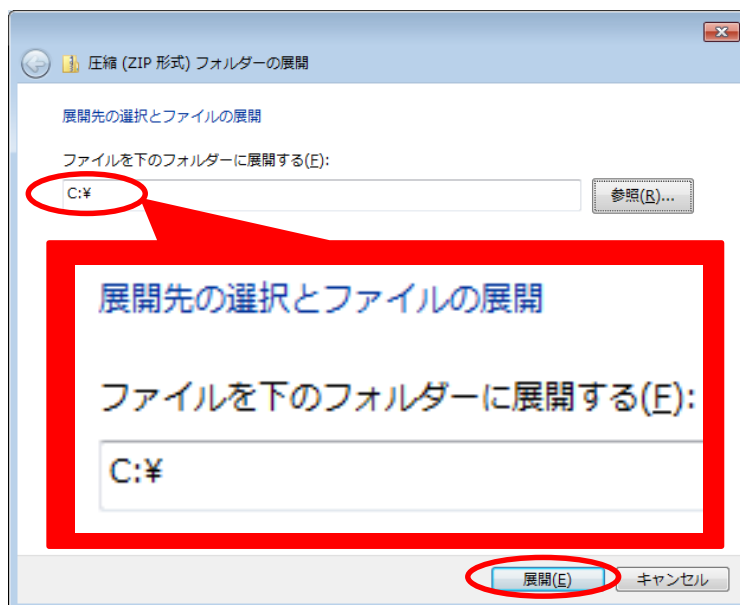 圧縮 (ZIP 形式) フォルダーの展開
展開先の選択とファイルの展開
ファイルを下のフォルダーに展開する(F):
C:¥
参照(R)...
展開先の選択とファイルの展開
ファイルを下のフォルダーに展開する(F):
C:¥
展開(E)
キャンセル